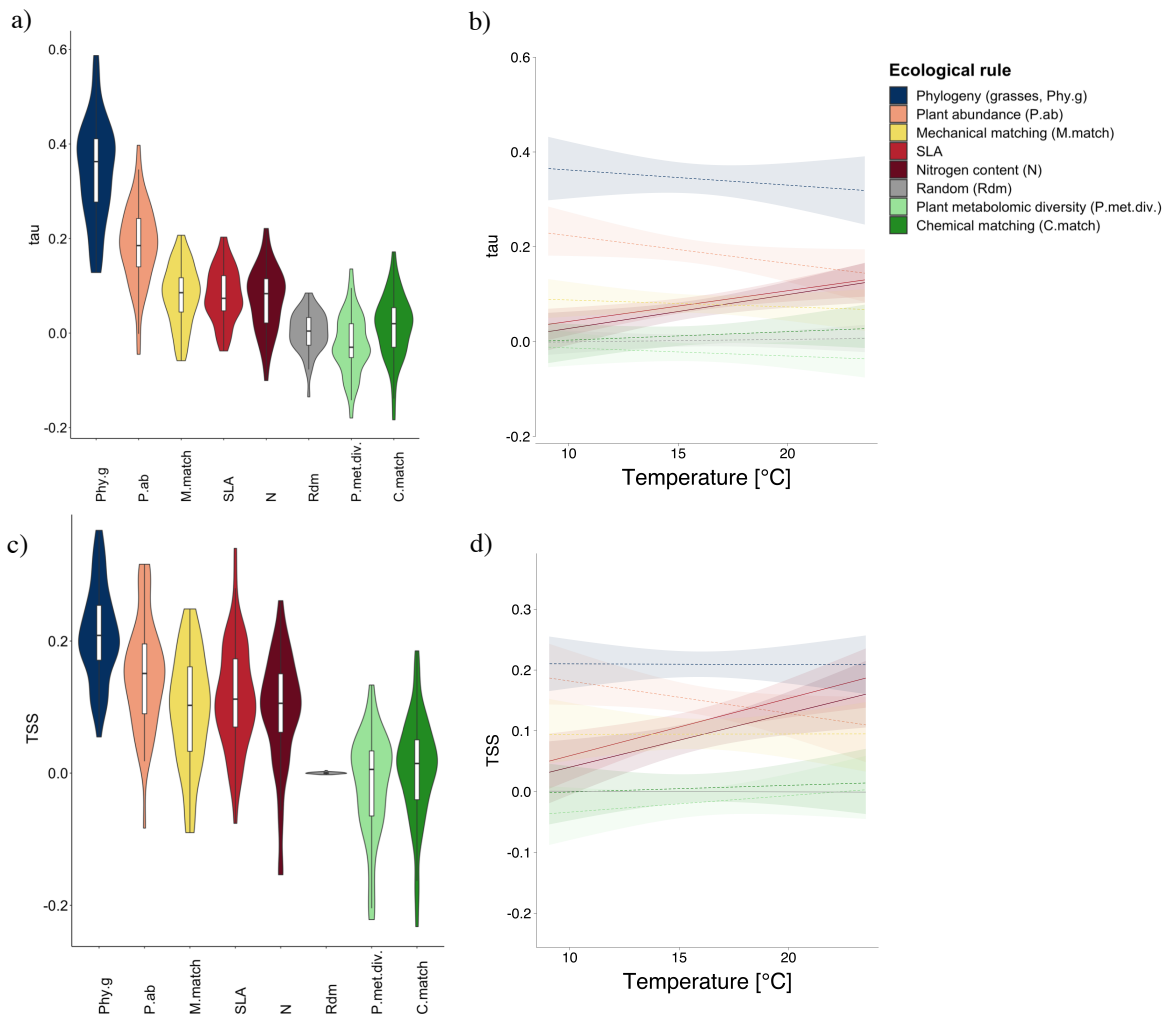 a)
0.6
0.4
0.2
0.0
-0.2
tau
Phy.g
P.ab
M.match
SLA
N
Rdm
P.met.div.
C.match
b)
0.6
0.4
0.2
0.0
-0.2
tau
10
15
20
Temperature [°C]
Ecological rule
Phylogeny (grasses, Phy.g)
Plant abundance (P.ab)
Mechanical matching (M.match)
SLA
Nitrogen content (N)
Random (Rdm)
Plant metabolomic diversity (P.met.div.)
Chemical matching (C.match)
c)
0.2
0.0
-0.2
TSS
Phy.g
P.ab
M.match
SLA
N
Rdm
P.met.div.
C.match
d)
0.3
0.2
0.1
0.0
-0.1
-0.2
TSS
10
15
20
Temperature [°C]